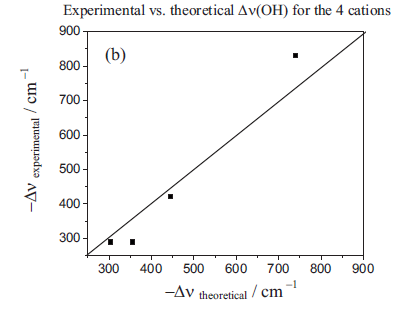 Experimental vs. theoretical Δν(OH) for the 4 cations
(b)
900
800
700
600
500
400
300
−Δν experimental / cm⁻¹
300 400 500 600 700 800 900
−Δν theoretical / cm⁻¹